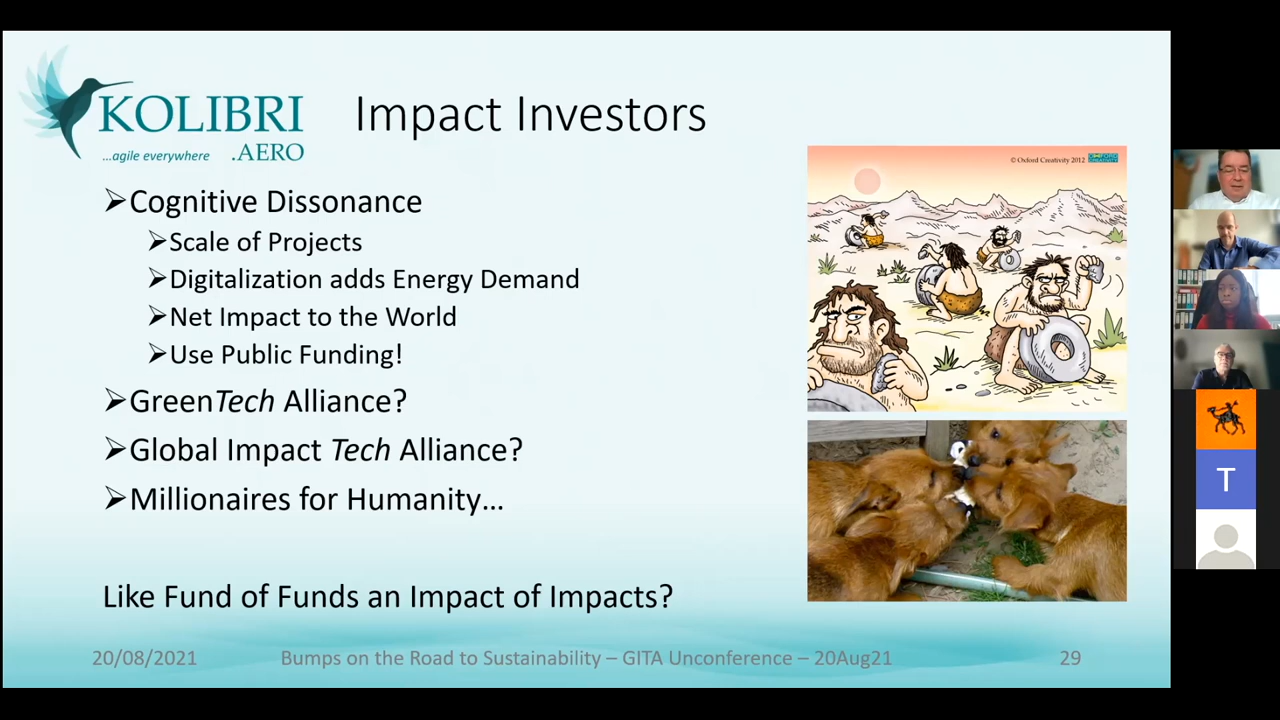 KOLIBRI
...agile everywhere .AERO
Impact Investors
© Oxford Creativity 2012
➢Cognitive Dissonance
➢Scale of Projects
➢Digitalization adds Energy Demand
➢Net Impact to the World
➢Use Public Funding!
➢GreenTech Alliance?
➢Global Impact Tech Alliance?
➢Millionaires for Humanity…
Like Fund of Funds an Impact of Impacts?
20/08/2021
Bumps on the Road to Sustainability – GITA Unconference – 20Aug21
29
T